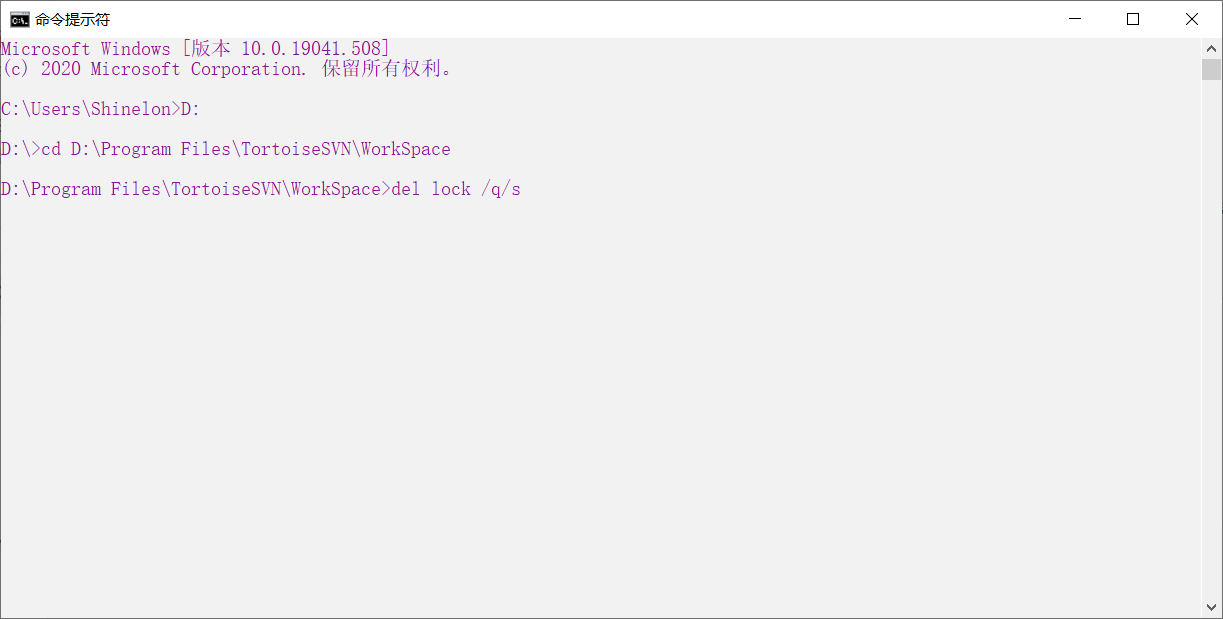 命令提示符
Microsoft Windows [版本 10.0.19041.508]
(c) 2020 Microsoft Corporation. 保留所有权利。
C:\Users\Shinelon>D:
D:\>cd D:\Program Files\TortoiseSVN\WorkSpace
D:\Program Files\TortoiseSVN\WorkSpace>del lock /q/s